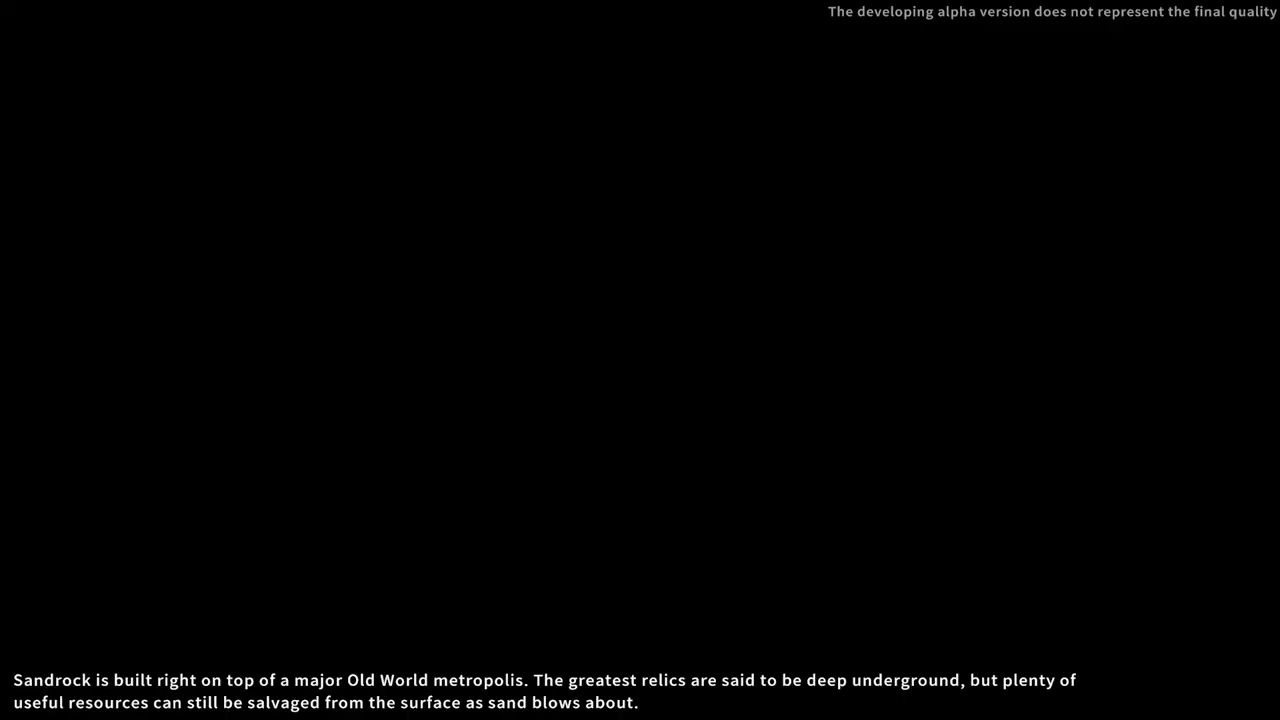 The developing alpha version does not represent the final quality
Sandrock is built right on top of a major Old World metropolis. The greatest relics are said to be deep underground, but plenty of
useful resources can still be salvaged from the surface as sand blows about.